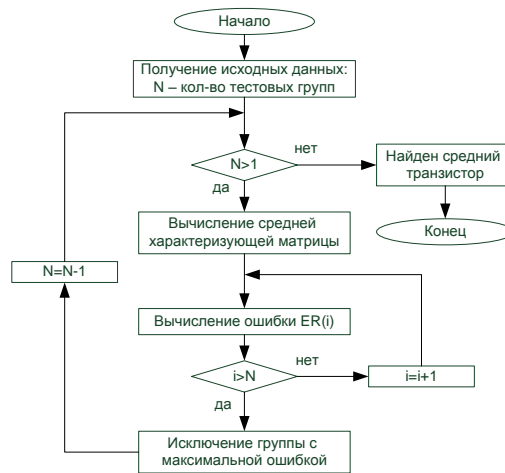 Начало
Получение исходных данных:
N – кол-во тестовых групп
N>1
нет
да
Найден средний
транзистор
Конец
Вычисление средней
характеризующей матрицы
N=N-1
Вычисление ошибки ER(i)
i>N
нет
да
i=i+1
Исключение группы с
максимальной ошибкой